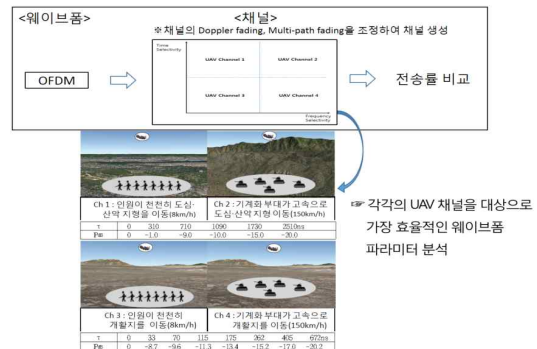 <웨이브폼>
<채널>
※채널의 Doppler fading, Multi-path fading을 조정하여 채널 생성
Time Selectivity
UAV Channel 1
UAV Channel 2
OFDM
전송률 비교
UAV Channel 3
UAV Channel 4
Frequency Selectivity
Ch 1 : 인원이 천천히 도심·
산악 지형을 이동(8km/h)
Ch 2 : 기계화 부대가 고속으로
도심·산악 지형 이동(150km/h)
τ 0 310 710 1090 1730 2510ns
0 -1.0 -9.0 -10.0 -15.0 -20.0
☞ 각각의 UAV 채널을 대상으로
가장 효율적인 웨이브폼
파라미터 분석
Ch 3 : 인원이 천천히
개활지를 이동(8km/h)
Ch 4 : 기계화 부대가 고속으로
개활지를 이동(150km/h)
τ 0 33 70 115 175 262 405 672ns
0 -8.7 -9.6 -11.3 -13.4 -15.2 -17.0 -20.2